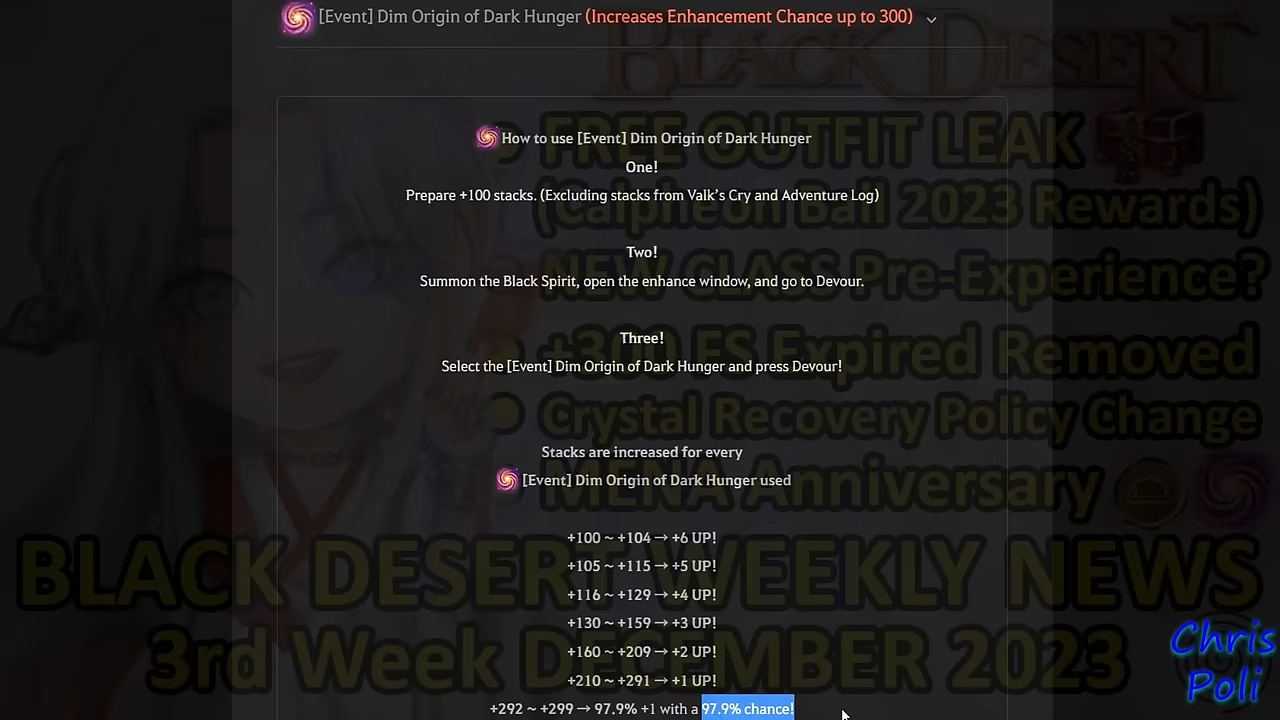 [Event] Dim Origin of Dark Hunger (Increases Enhancement Chance up to 300)
BLACK DESERT
How to use [Event] Dim Origin of Dark Hunger
One!
Prepare +100 stacks. (Excluding stacks from Valk's Cry and Adventure Log)
Two!
Summon the Black Spirit, open the enhance window, and go to Devour.
Three!
Select the [Event] Dim Origin of Dark Hunger and press Devour!
Stacks are increased for every
[Event] Dim Origin of Dark Hunger used
+100 ~ +104 → +6 UP!
+105 ~ +115 → +5 UP!
+116 ~ +129 → +4 UP!
+130 ~ +159 → +3 UP!
+160 ~ +209 → +2 UP!
+210 ~ +291 → +1 UP!
+292 ~ +299 → 97.9% +1 with a 97.9% chance!
FREE OUTFIT LEAK
(Calpheon Ball 2023 Rewards)
NEW CLASS Pre-Experience?
+300 FS Expired Removed
Crystal Recovery Policy Change
MENA Anniversary
BLACK DESERT WEEKLY NEWS
3rd Week DECEMBER 2023
Chris
Poli